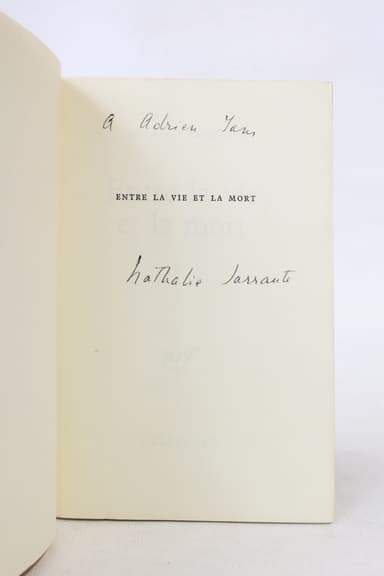 A Adrien Jans
ENTRE LA VIE ET LA MORT
Nathalie Sarraute